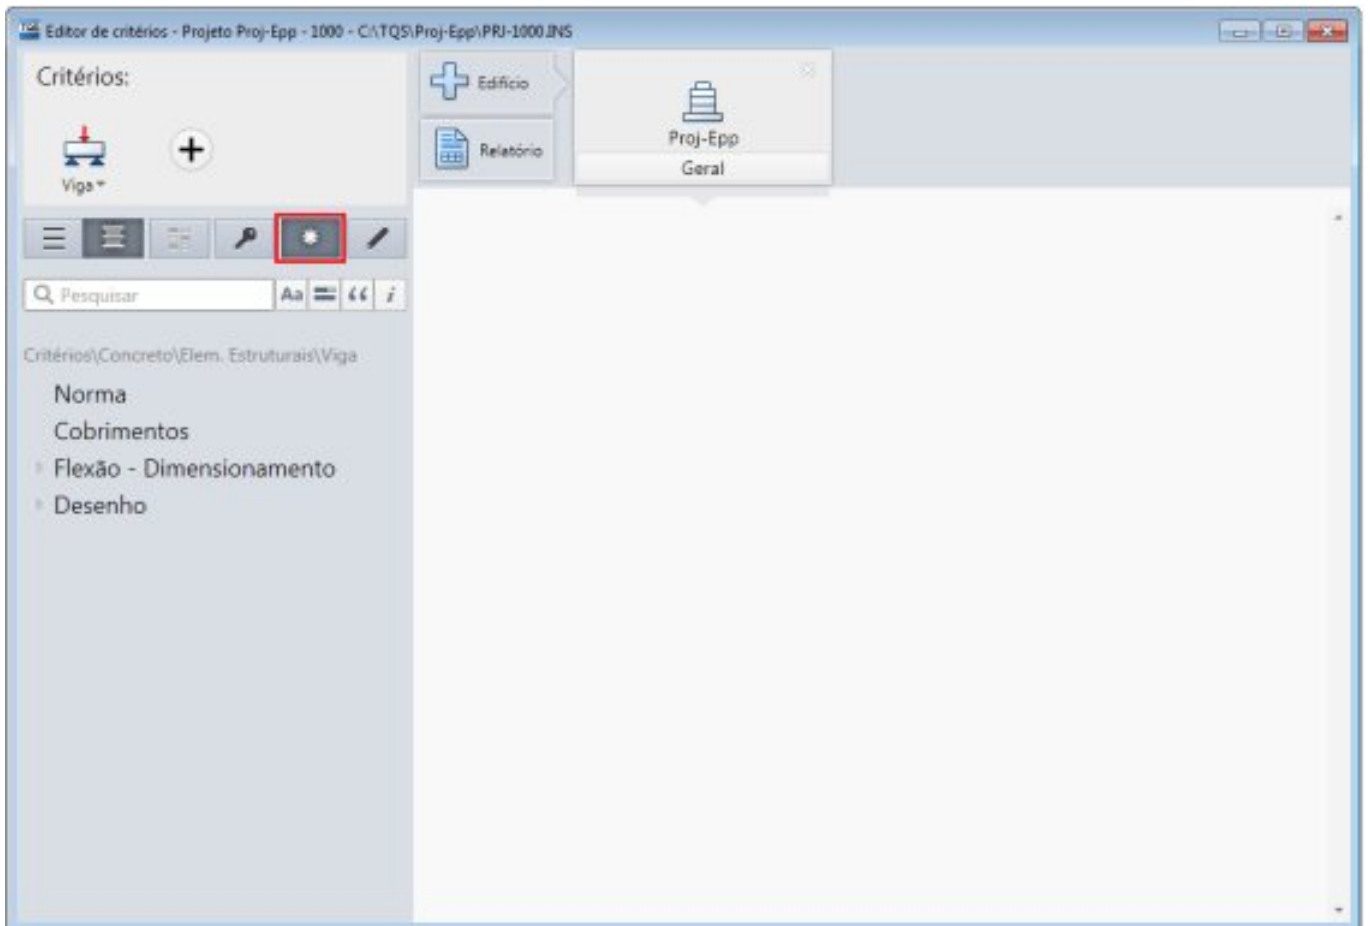 Editor de critérios - Projeto Proj-Epp - 1000 - C:\TQS\Proj-Epp\PRJ-1000.INS
Critérios:
Viga
Edifício
Relatório
Proj-Epp
Geral
Pesquisar
Aa
i
Critérios\Concreto\Elem. Estruturais\Viga
Norma
Cobrimentos
Flexão - Dimensionamento
Desenho